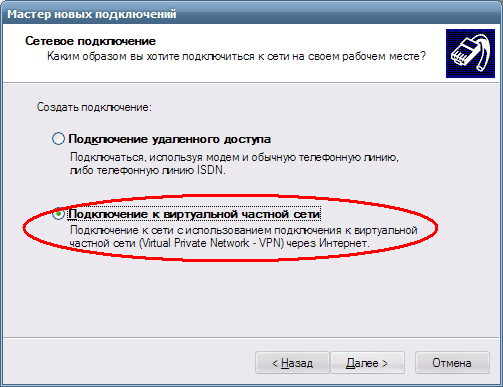 Мастер новых подключений
Сетевое подключение
Каким образом вы хотите подключиться к сети на своем рабочем месте?
Создать подключение:
Подключение удаленного доступа
Подключаться, используя модем и обычную телефонную линию,
либо телефонную линию ISDN.
Подключение к виртуальной частной сети
Подключение к сети с использованием подключения к виртуальной
частной сети (Virtual Private Network - VPN) через Интернет.
< Назад
Далее >
Отмена